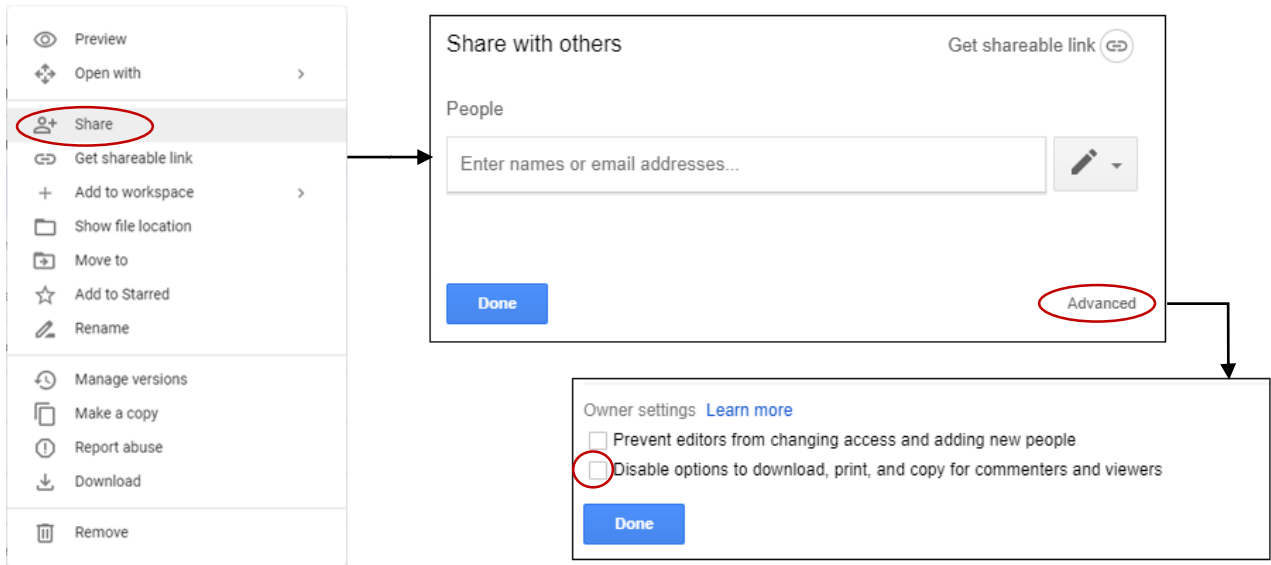 Preview
Open with
Share
Get shareable link
Add to workspace
Show file location
Move to
Add to Starred
Rename
Manage versions
Make a copy
Report abuse
Download
Remove
Share with others
Get shareable link
People
Enter names or email addresses...
Done
Advanced
Owner settings Learn more
Prevent editors from changing access and adding new people
Disable options to download, print, and copy for commenters and viewers
Done